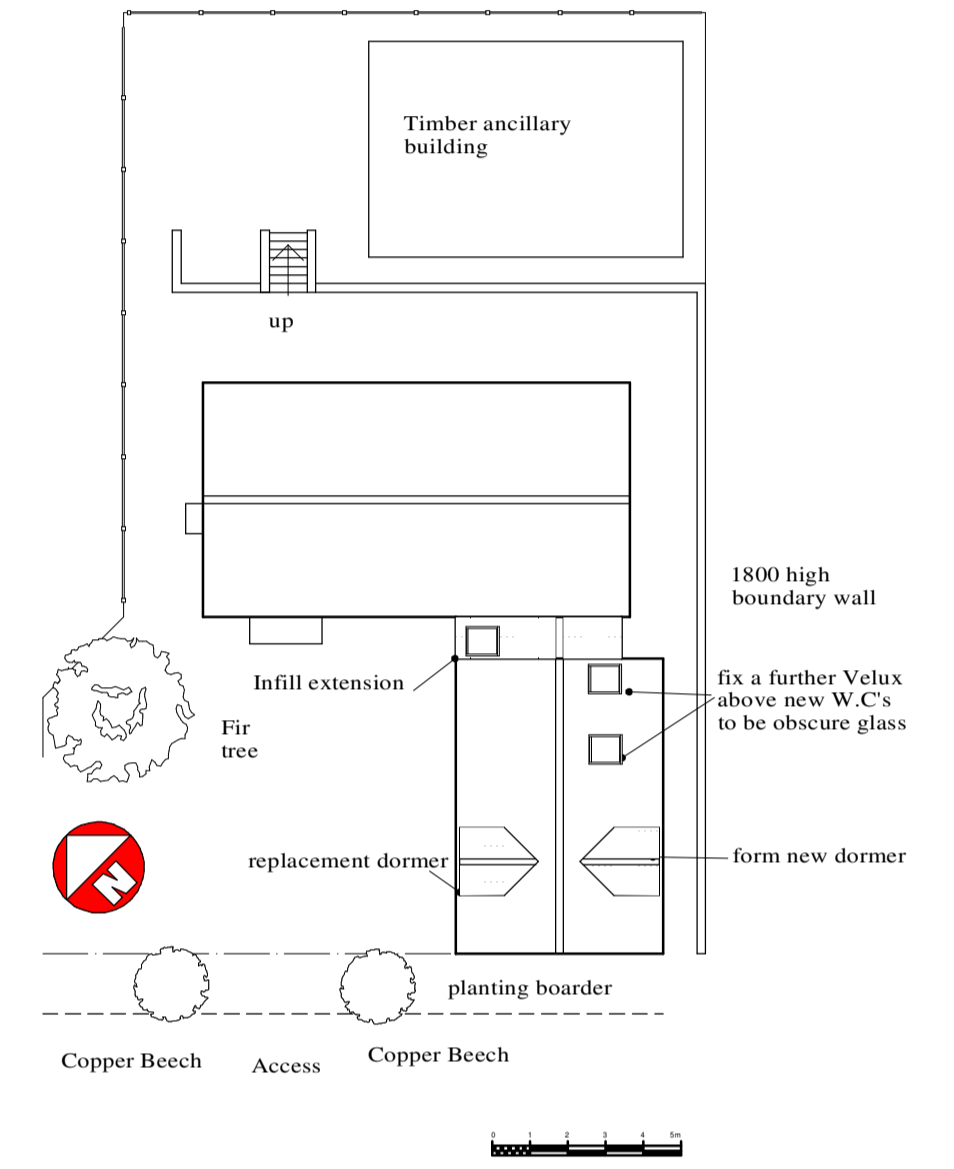 Timber ancillary
building
up
1800 high
boundary wall
Infill extension
fix a further Velux
above new W.C's
to be obscure glass
Fir
tree
N
replacement dormer
form new dormer
planting boarder
Copper Beech
Access
Copper Beech
0 1 2 3 4 5m